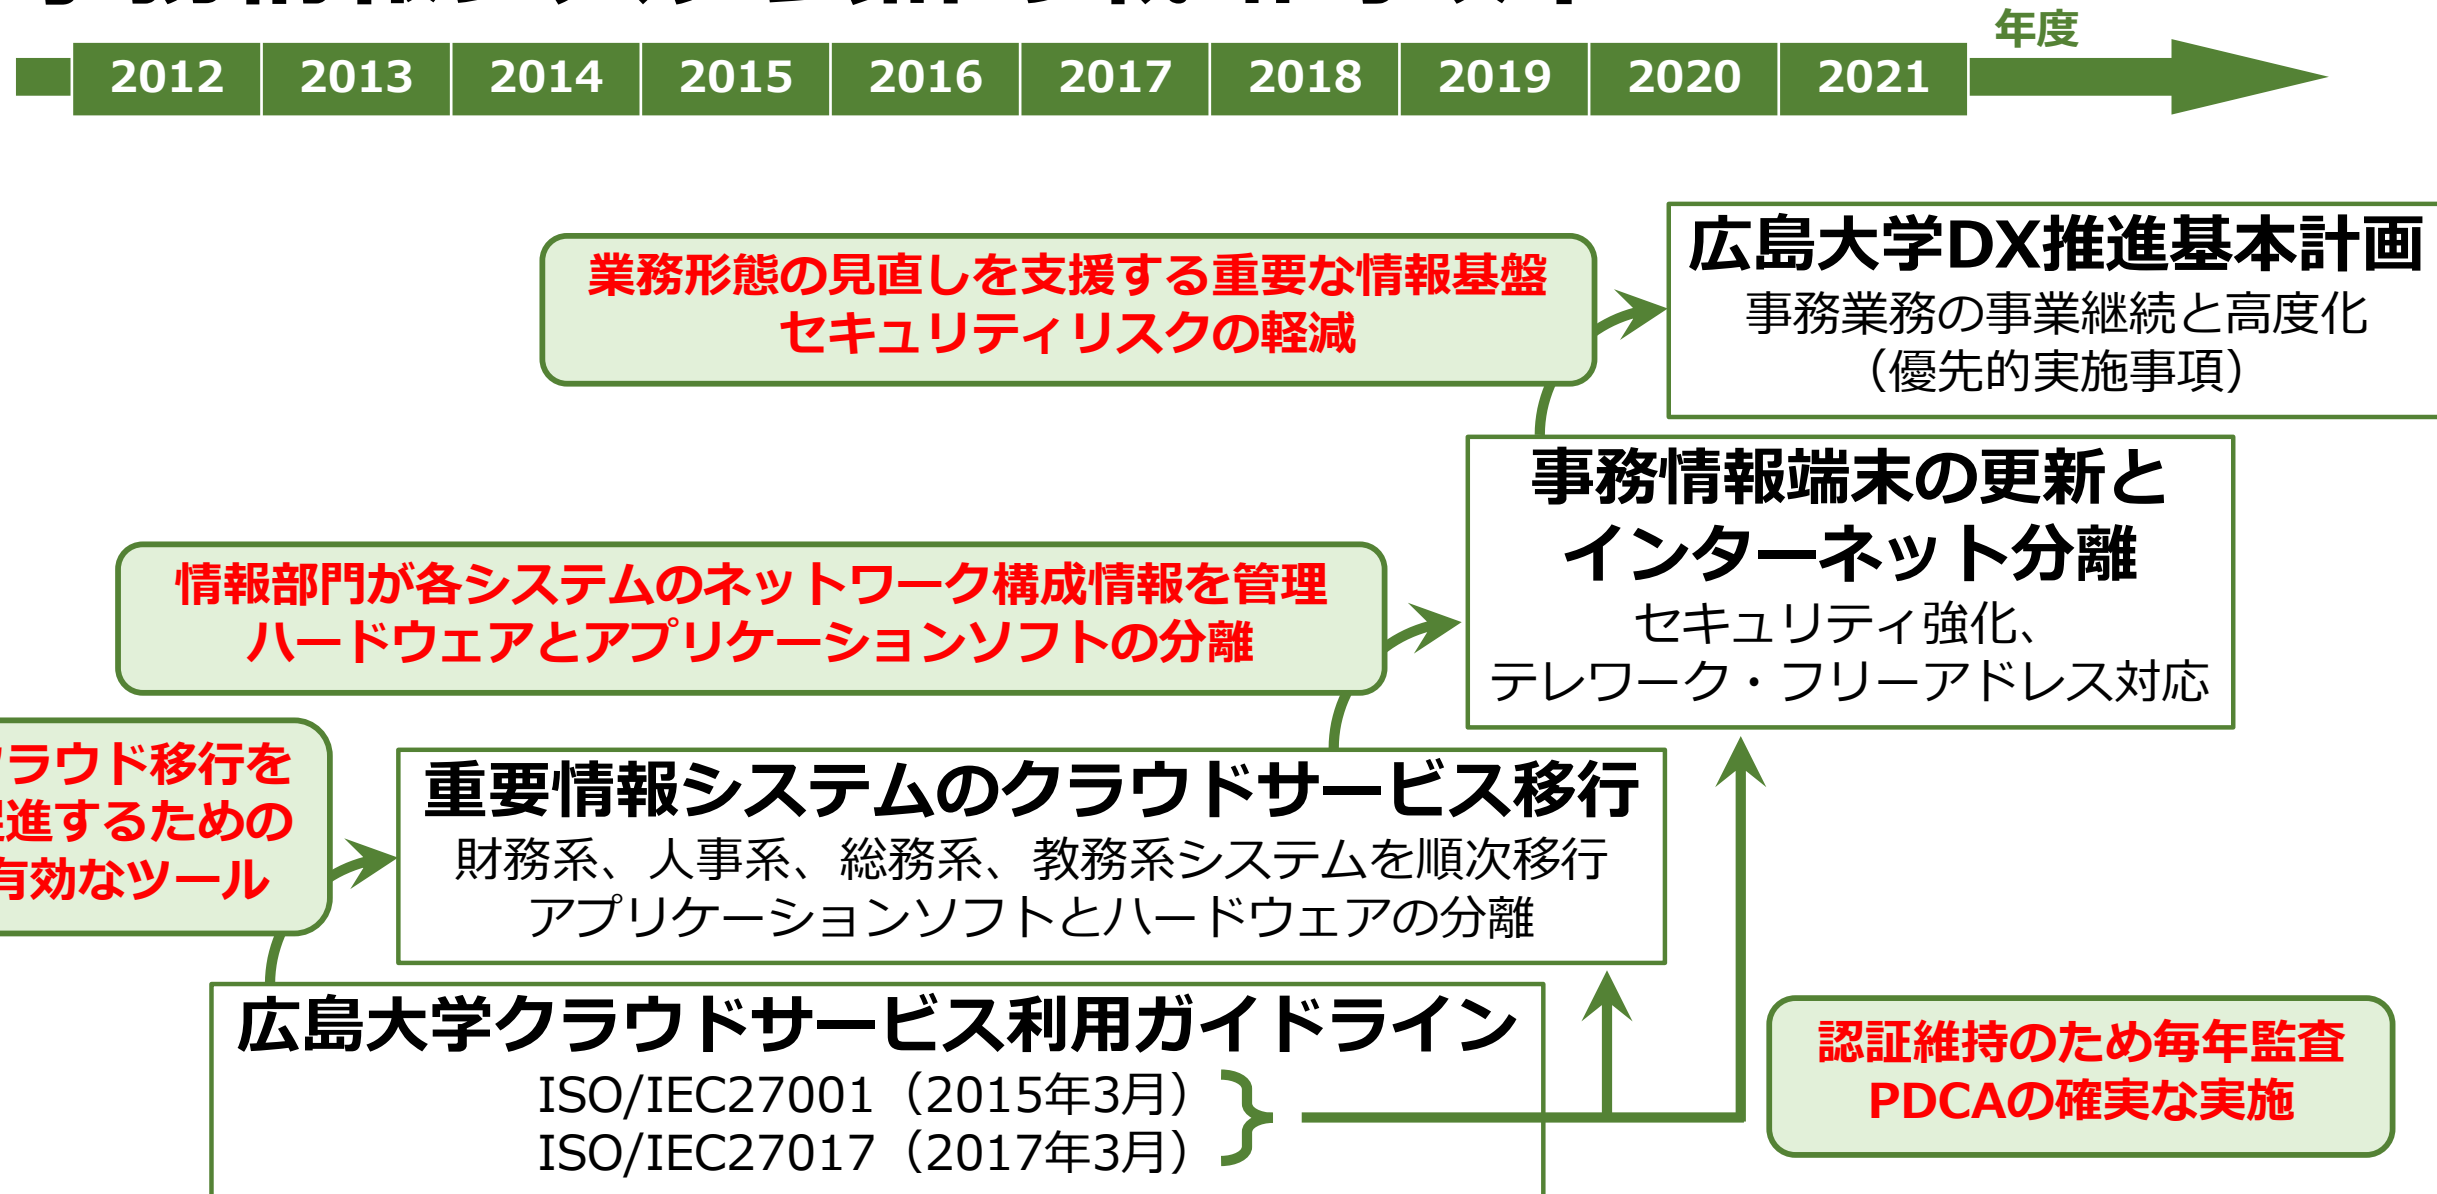 年度
2012 2013 2014 2015 2016 2017 2018 2019 2020 2021
広島大学DX推進基本計画
事務業務の事業継続と高度化
（優先的実施事項）
業務形態の見直しを支援する重要な情報基盤
セキュリティリスクの軽減
事務情報端末の更新と
インターネット分離
セキュリティ強化、
テレワーク・フリーアドレス対応
情報部門が各システムのネットワーク構成情報を管理
ハードウェアとアプリケーションソフトの分離
クラウド移行を
促進するための
有効なツール
重要情報システムのクラウドサービス移行
財務系、人事系、総務系、教務系システムを順次移行
アプリケーションソフトとハードウェアの分離
広島大学クラウドサービス利用ガイドライン
ISO/IEC27001（2015年3月）
ISO/IEC27017（2017年3月）
認証維持のため毎年監査
PDCAの確実な実施